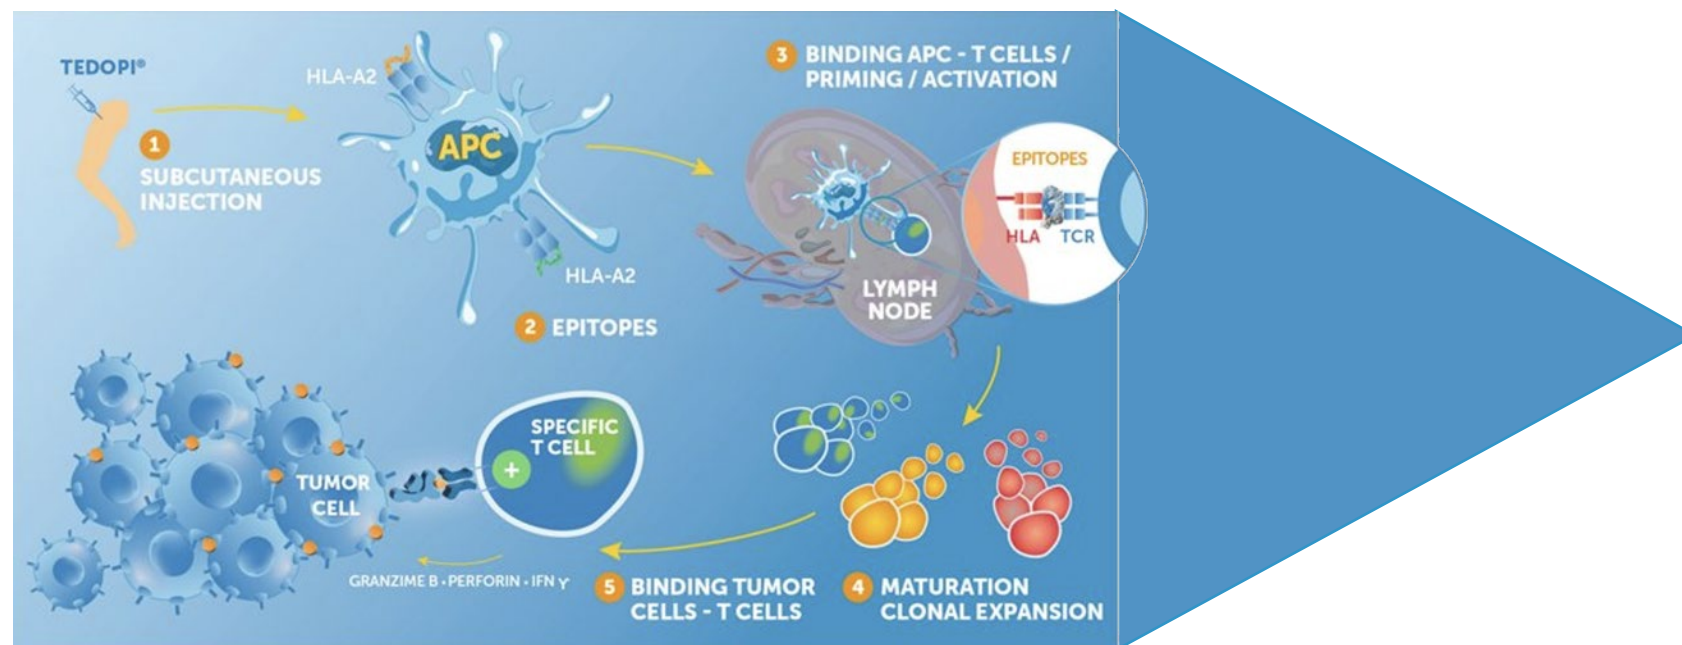 TEDOPI®
1
SUBCUTANEOUS
INJECTION
HLA-A2
APC
HLA-A2
2 EPITOPES
3 BINDING APC - T CELLS /
PRIMING / ACTIVATION
EPITOPES
HLA TCR
LYMPH
NODE
4 MATURATION
CLONAL EXPANSION
5 BINDING TUMOR
CELLS - T CELLS
SPECIFIC
T CELL
+
TUMOR
CELL
GRANZIME B • PERFORIN • IFN γ